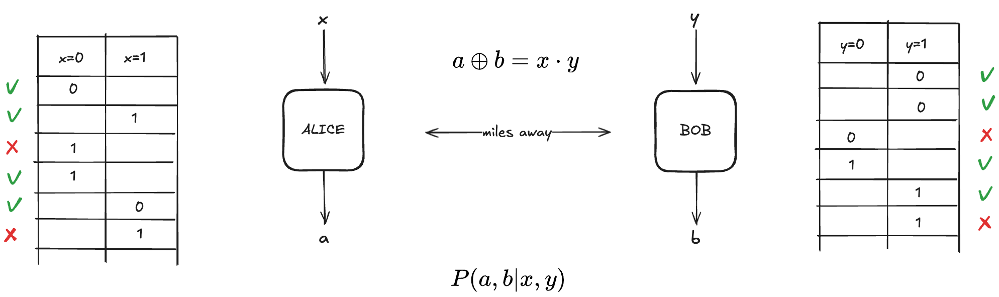 x=0 x=1
0
1
1
1
0
1
x
ALICE
a
a ⊕ b = x · y
miles away
P(a, b|x, y)
y
BOB
b
y=0 y=1
0
0
0
1
1
1